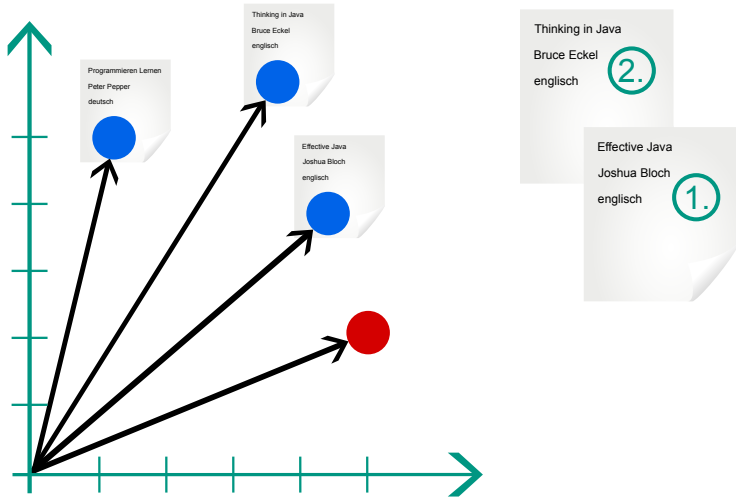 Thinking in Java
Bruce Eckel
englisch
Programmieren Lernen
Peter Pepper
deutsch
Effective Java
Joshua Bloch
englisch
Thinking in Java
Bruce Eckel
englisch
2.
Effective Java
Joshua Bloch
englisch
1.